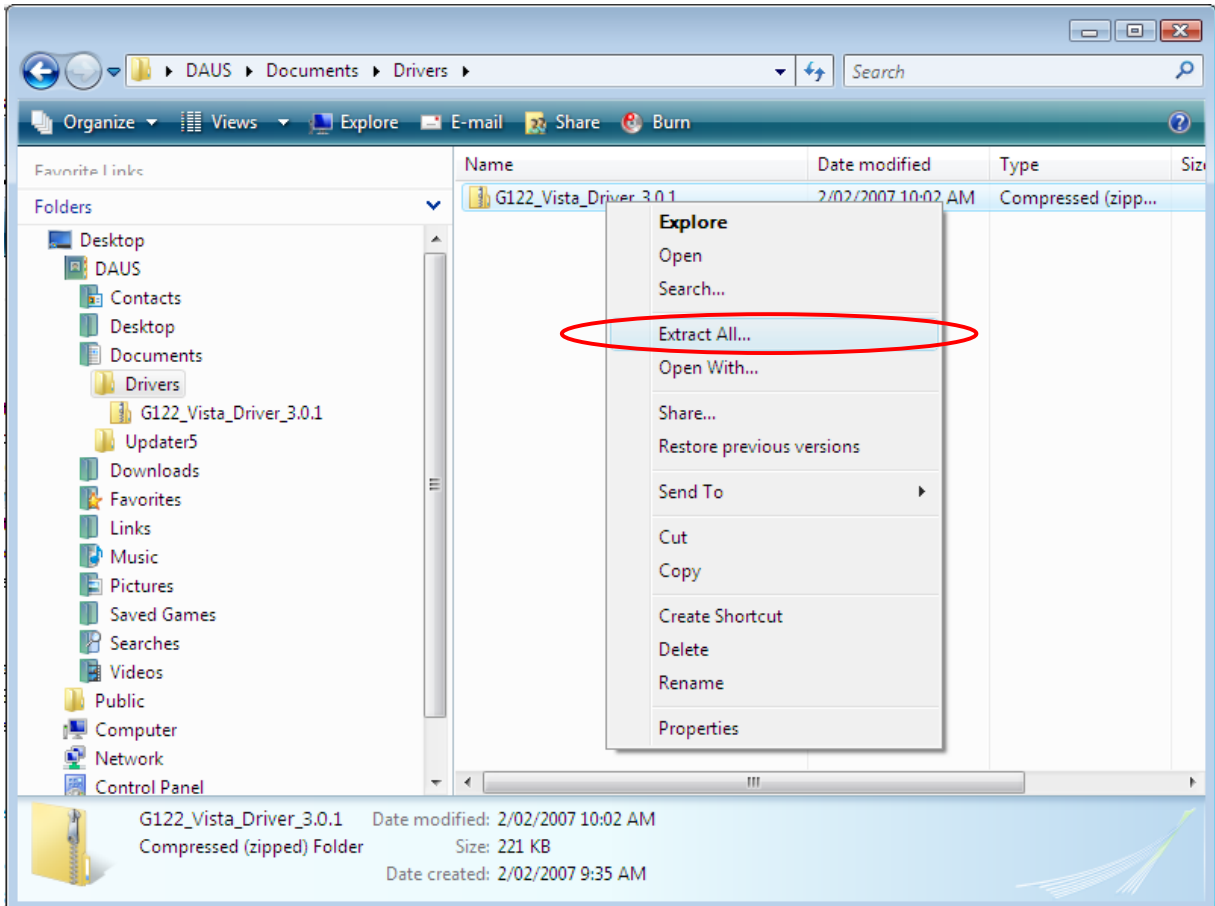 DAUS Documents Drivers
Search
Organize Views Explore E-mail Share Burn
Favorite Links
Folders
Desktop
DAUS
Contacts
Desktop
Documents
Drivers
G122_Vista_Driver_3.0.1
Updater5
Downloads
Favorites
Links
Music
Pictures
Saved Games
Searches
Videos
Public
Computer
Network
Control Panel
Name Date modified Type Siz
G122_Vista_Driver_3.0.1 2/02/2007 10:02 AM Compressed (zipp...
Explore
Open
Search...
Extract All...
Open With...
Share...
Restore previous versions
Send To
Cut
Copy
Create Shortcut
Delete
Rename
Properties
G122_Vista_Driver_3.0.1 Date modified: 2/02/2007 10:02 AM
Compressed (zipped) Folder Size: 221 KB
Date created: 2/02/2007 9:35 AM